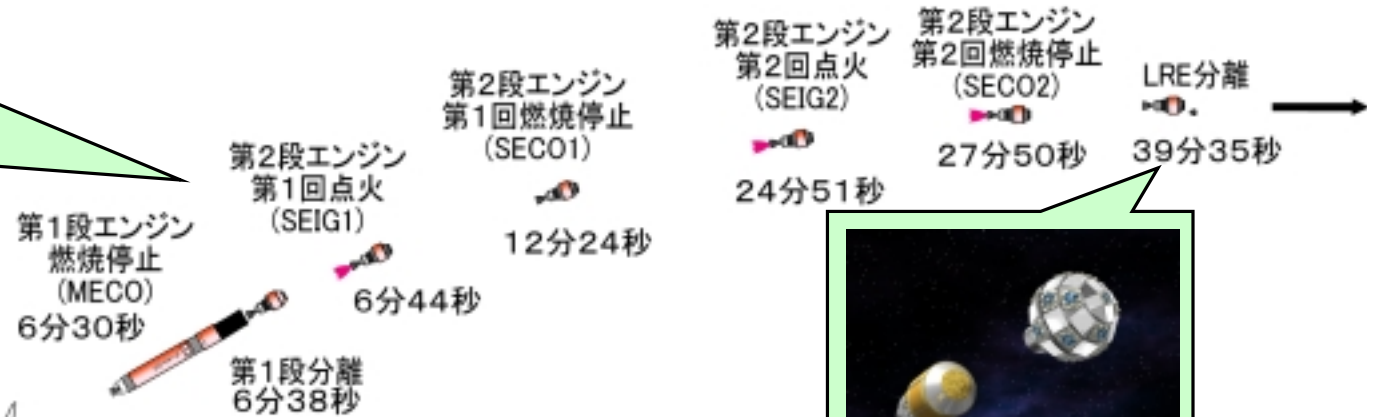 第1段エンジン
燃焼停止
(MECO)
6分30秒
第1段分離
6分38秒
第2段エンジン
第1回点火
(SEIG1)
6分44秒
第2段エンジン
第1回燃焼停止
(SECO1)
12分24秒
第2段エンジン
第2回点火
(SEIG2)
24分51秒
第2段エンジン
第2回燃焼停止
(SECO2)
27分50秒
LRE分離
39分35秒